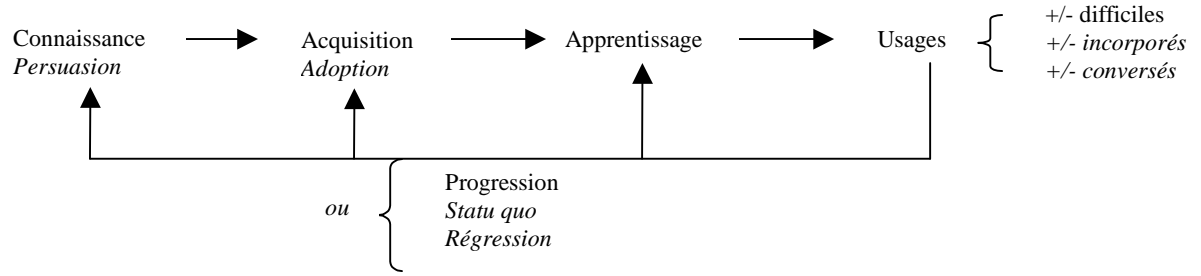 Connaissance
Persuasion
Acquisition
Adoption
Apprentissage
Usages
+/- difficiles
+/- incorporés
+/- conversés
ou
Progression
Statu quo
Régression